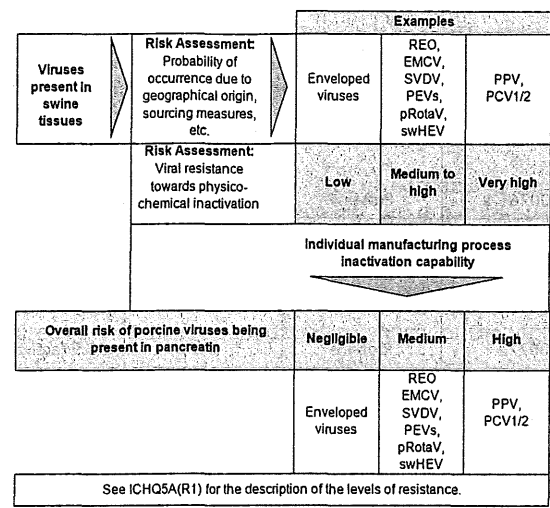 Examples
Viruses
present in
swine
tissues
Risk Assessment:
Probability of
occurrence due to
geographical origin,
sourcing measures,
etc.
Enveloped
viruses
REO,
EMCV,
SVDV,
PEVs,
pRotaV,
swHEV
PPV,
PCV1/2
Risk Assessment:
Viral resistance
towards physico-
chemical inactivation
Low
Medium to
high
Very high
Individual manufacturing process
inactivation capability
Overall risk of porcine viruses being
present in pancreatin
Negligible
Medium
High
Enveloped
viruses
REO
EMCV,
SVDV,
PEVs,
pRotaV,
swHEV
PPV,
PCV1/2
See ICHQ5A(R1) for the description of the levels of resistance.